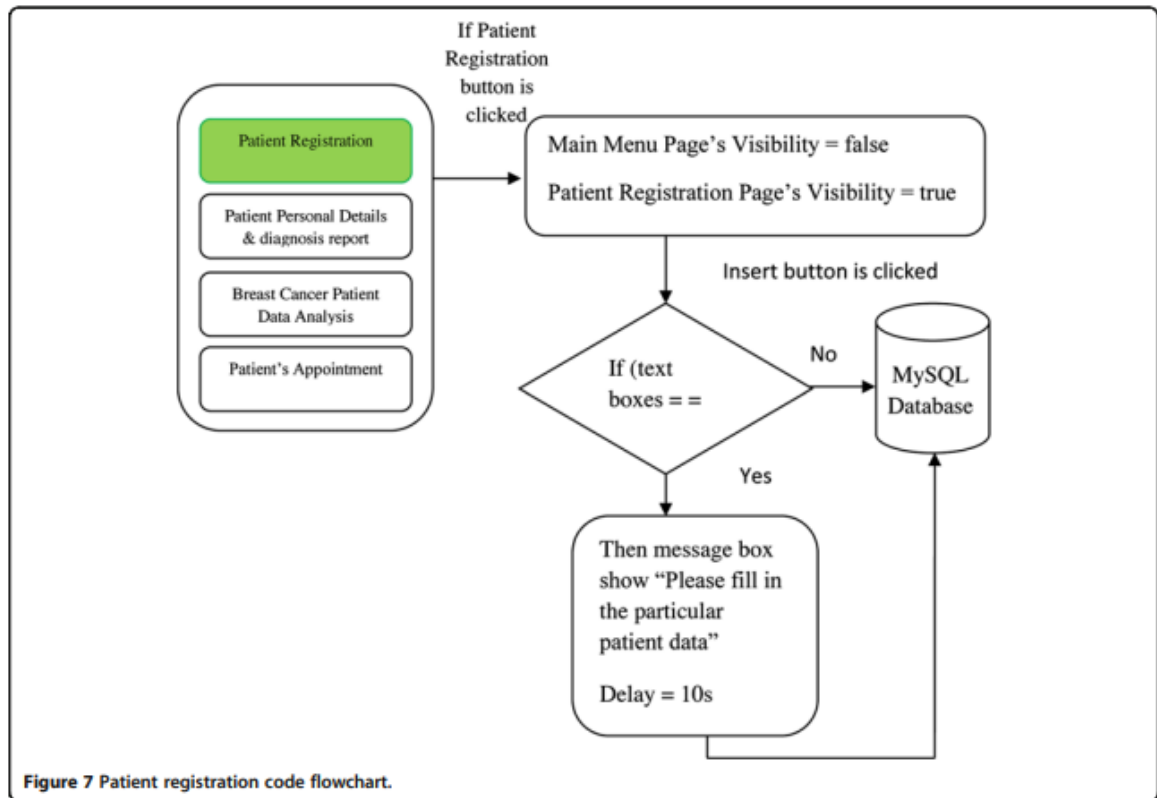 If Patient
Registration
button is
clicked
Patient Registration
Patient Personal Details
& diagnosis report
Breast Cancer Patient
Data Analysis
Patient's Appointment
Main Menu Page's Visibility = false
Patient Registration Page's Visibility = true
Insert button is clicked
If (text
boxes = =
No
MySQL
Database
Yes
Then message box
show “Please fill in
the particular
patient data”
Delay = 10s
Figure 7 Patient registration code flowchart.